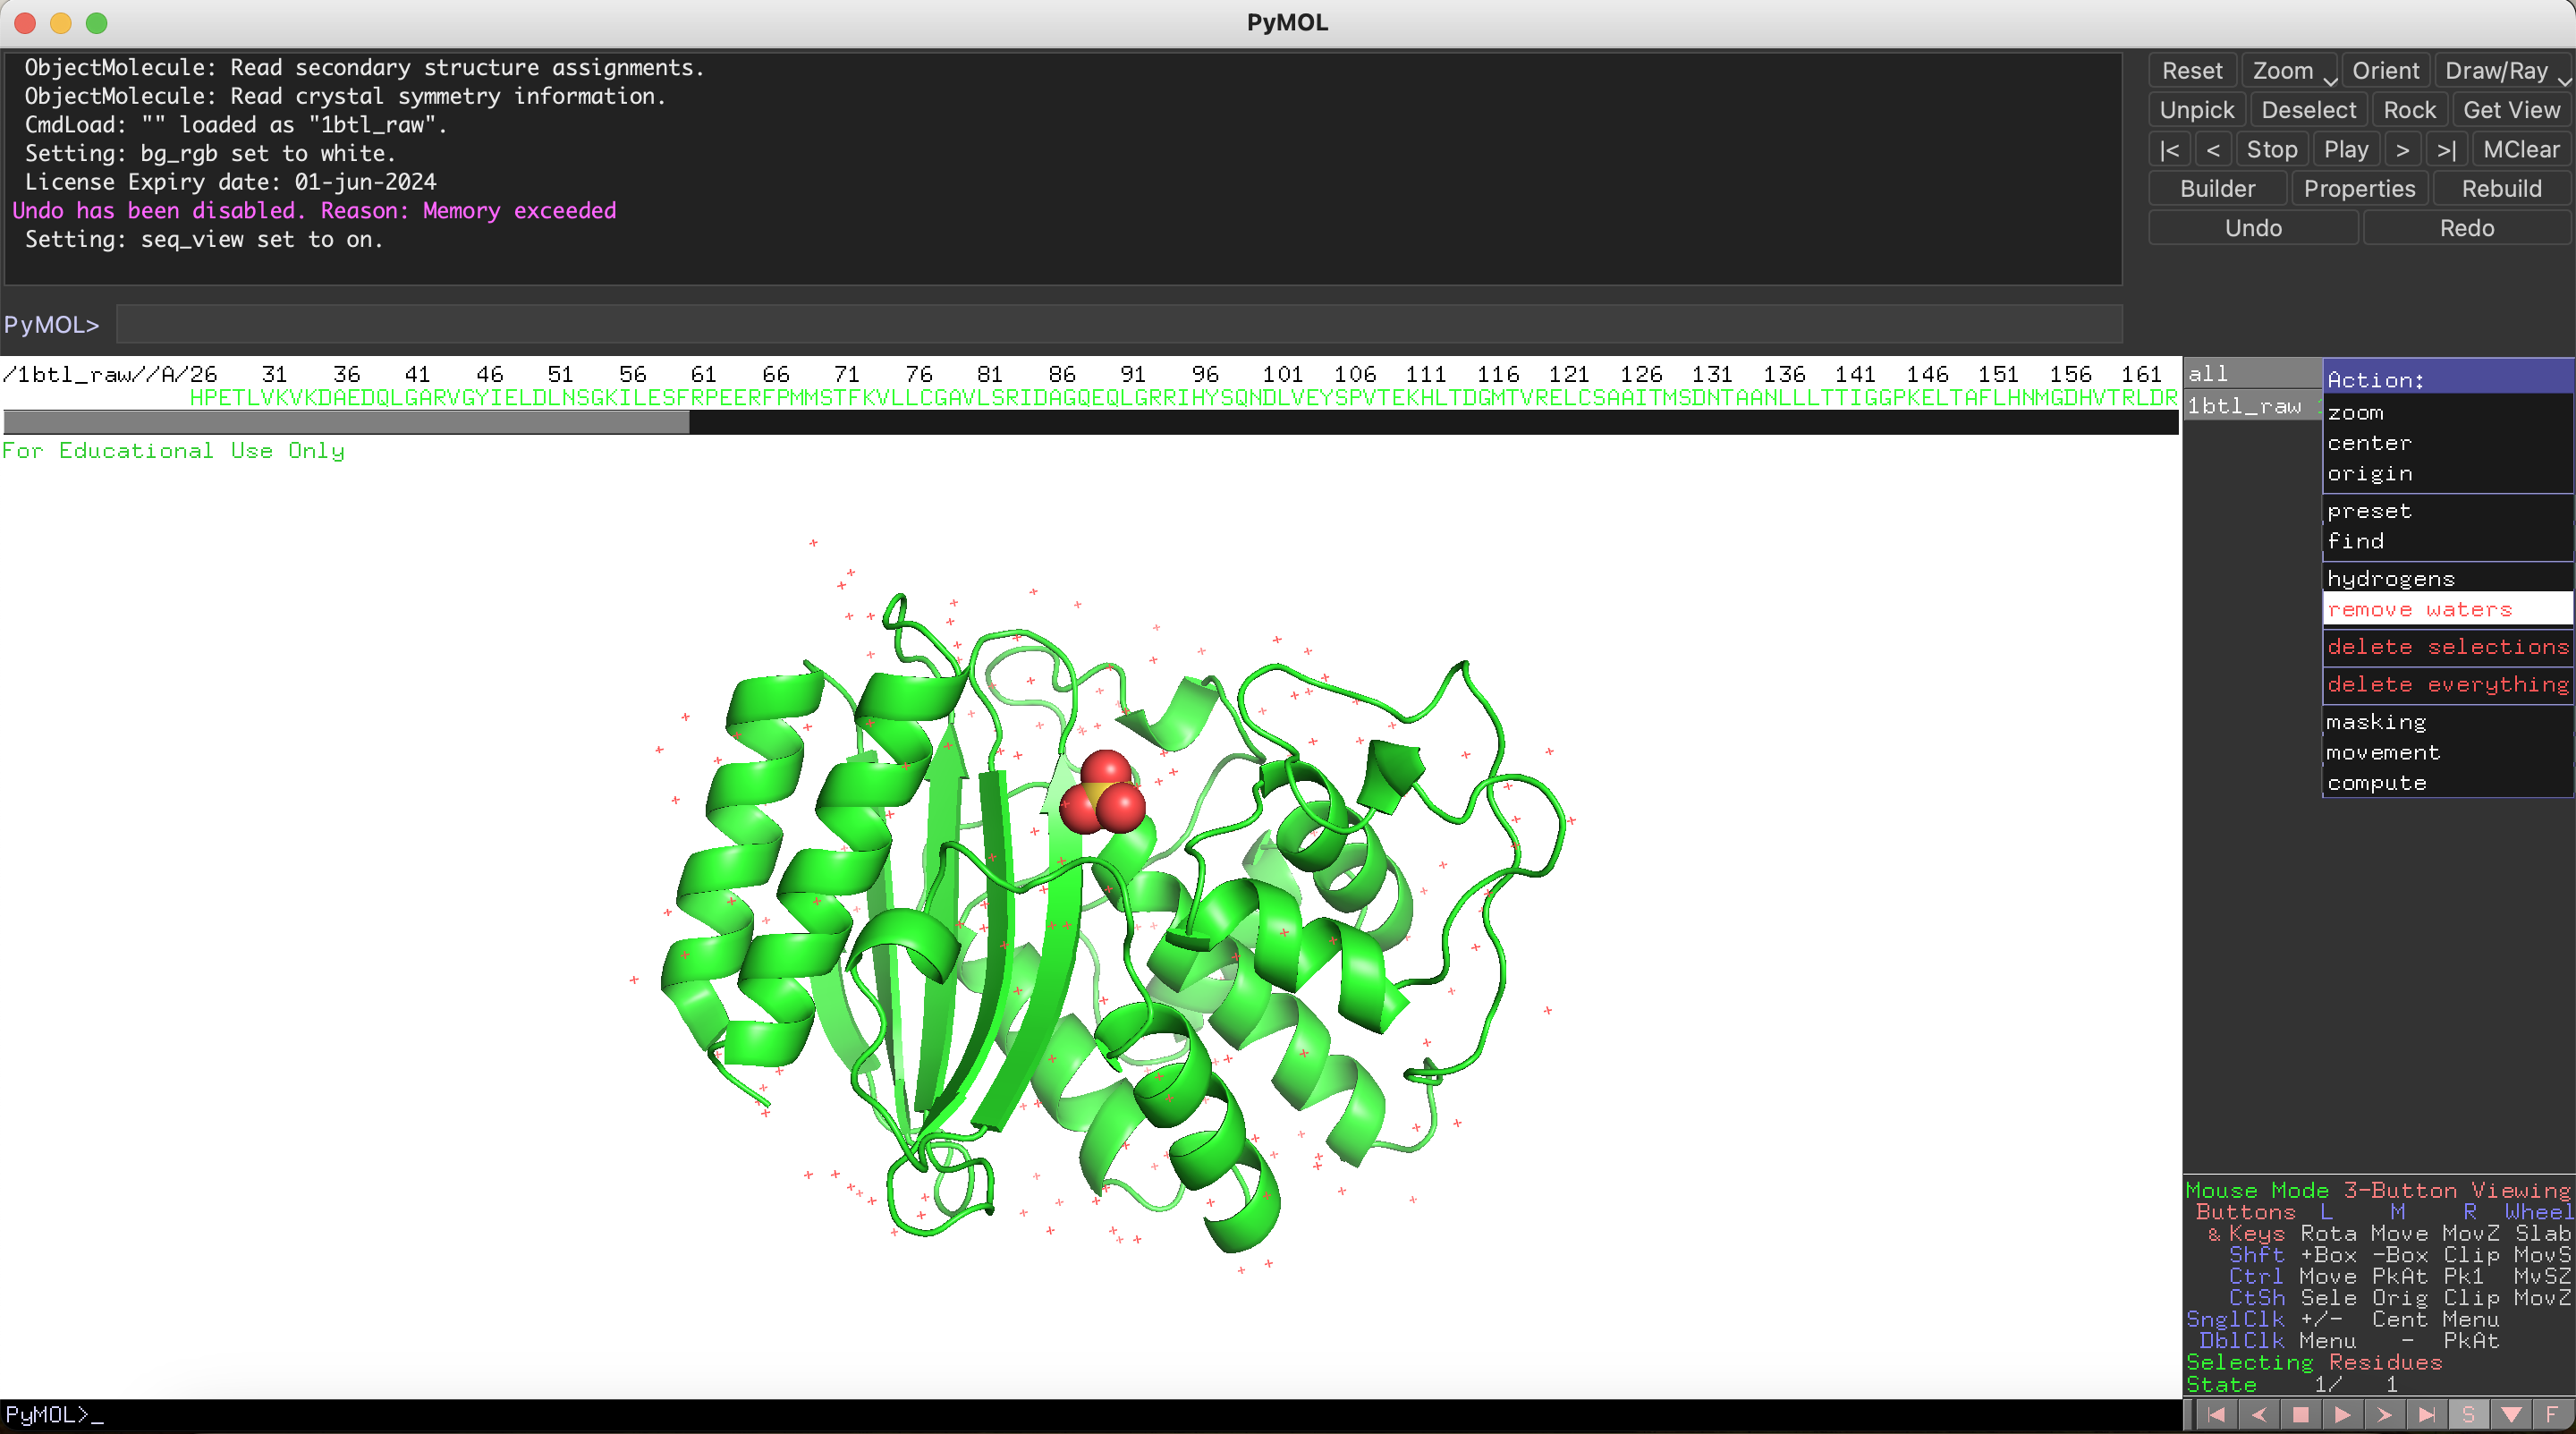 PyMOL
ObjectMolecule: Read secondary structure assignments.
ObjectMolecule: Read crystal symmetry information.
CmdLoad: "" loaded as "1btl_raw".
Setting: bg_rgb set to white.
License Expiry date: 01-jun-2024
Undo has been disabled. Reason: Memory exceeded
Setting: seq_view set to on.
PyMOL>
Reset Zoom Orient Draw/Ray
Unpick Deselect Rock Get View
|< < Stop Play > >| MClear
Builder Properties Rebuild
Undo Redo
/1btl_raw//A/26 31 36 41 46 51 56 61 66 71 76 81 86 91 96 101 106 111 116 121 126 131 136 141 146 151 156 161
HPETLVKVKDAEDQLGARVGYIELDLNSGKILESFRPEERFPMMSTFKVLLCGAVLSRIDAGQEQLGRRIHYSQNDLVEYSPVTEKHLTDGMTVRELCSAAITMSDNTAANLLLTTIGGPKELTAFLHNMGDHVTRLDR
For Educational Use Only
all
1btl_raw
Action:
zoom
center
origin
preset
find
hydrogens
remove waters
delete selections
delete everything
masking
movement
compute
Mouse Mode 3-Button Viewing
Buttons L M R Wheel
& Keys Rota Move MovZ Slab
Shft +Box -Box Clip MovS
Ctrl Move PkAt Pk1 MvSZ
CtSh Sele Orig Clip MovZ
SnglClk +/- Cent Menu
DblClk Menu - PkAt
Selecting Residues
State 1/ 1
S F
PyMOL>_